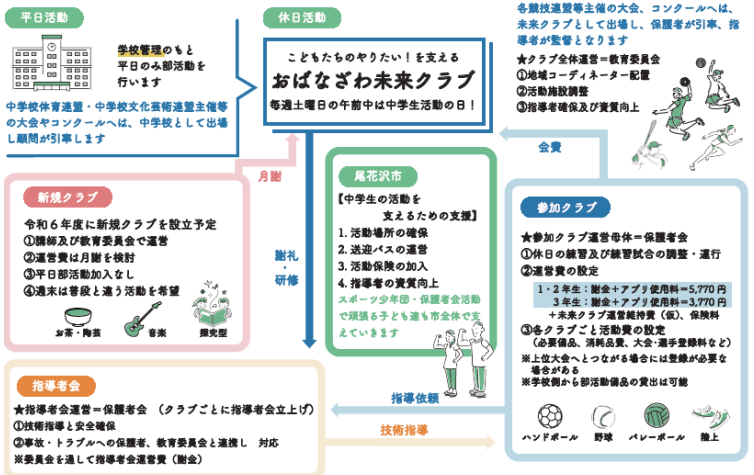 平日活動
学校管理のもと
平日のみ部活動を
行います
中学校体育連盟・中学校文化芸術連盟主催等
の大会やコンクールへは、中学校として出場
し顧問が引率します
休日活動
こどもたちのやりたい！を支える
おばなざわ未来クラブ
毎週土曜日の午前中は中学生活動の日！
各競技連盟等主催の大会、コンクールへは、
未来クラブとして出場し、保護者が引率、指
導者が監督となります
★クラブ全体運営＝教育委員会
①地域コーディネーター配置
②活動施設調整
③指導者確保及び資質向上
会費
月謝
新規クラブ
令和６年度に新規クラブを設立予定
①講師及び教育委員会で運営
②運営費は月謝を検討
③平日部活動加入なし
④週末は普段と違う活動を希望
お茶・陶芸
音楽
探究型
謝礼・研修
尾花沢市
【中学生の活動を
支えるための支援】
1. 活動場所の確保
2. 送迎バスの運営
3. 活動保険の加入
4. 指導者の資質向上
スポーツ少年団・保護者会活動
で頑張る子ども達も市全体で支
えていきます
参加クラブ
★参加クラブ運営母体＝保護者会
①休日の練習及び練習試合の調整・運行
②運営費の設定
1・2年生：謝金＋アプリ使用料＝5,770円
3年生：謝金＋アプリ使用料＝3,770円
＋未来クラブ運営維持費（仮）、保険料
③各クラブごと活動費の設定
（必要備品、消耗品費、大会・選手登録料など）
※上位大会へとつながる場合には登録が必要な
場合がある
※学校側から部活動備品の貸出は可能
ハンドボール
野球
バレーボール
陸上
指導者会
★指導者会運営＝保護者会　（クラブごとに指導者会立上げ）
①技術指導と安全確保
②事故・トラブルへの保護者、教育委員会と連携し　対応
※委員会を通して指導者会運営費（謝金）
指導依頼
技術指導